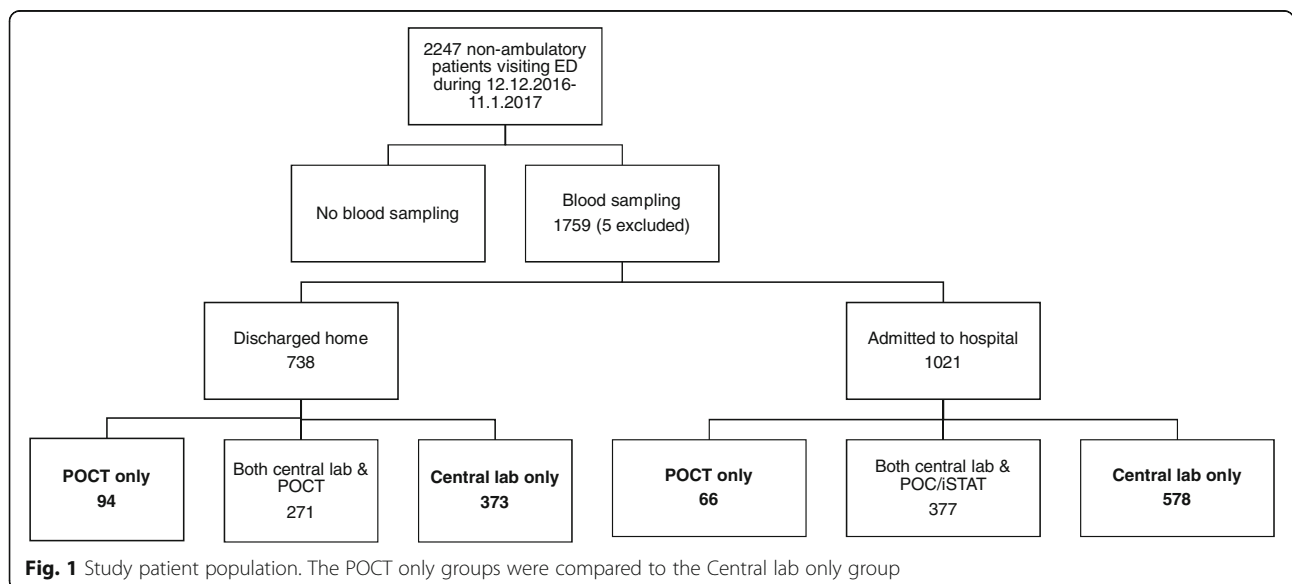 2247 non-ambulatory
patients visiting ED
during 12.12.2016-
11.1.2017
No blood sampling
Blood sampling
1759 (5 excluded)
Discharged home
738
Admitted to hospital
1021
POCT only
94
Both central lab &
POCT
271
Central lab only
373
POCT only
66
Both central lab &
POC/iSTAT
377
Central lab only
578
Fig. 1 Study patient population. The POCT only groups were compared to the Central lab only group